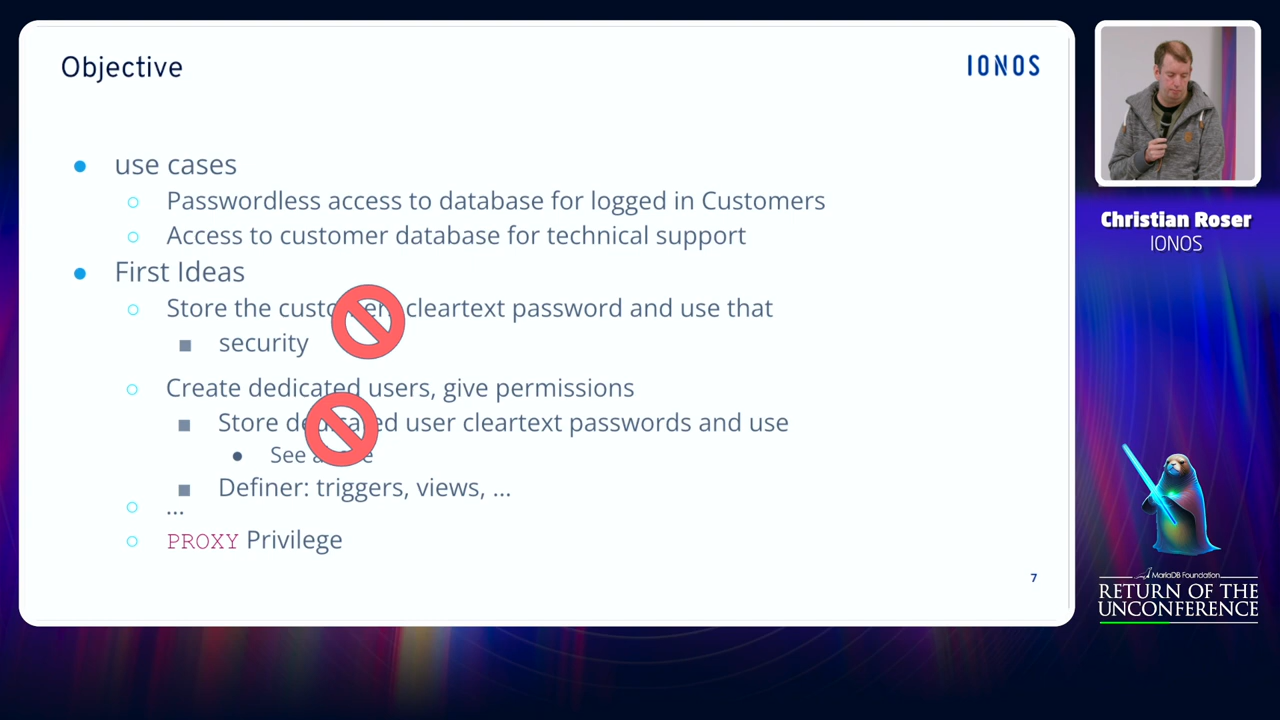 Objective
IONOS
use cases
Passwordless access to database for logged in Customers
Access to customer database for technical support
First Ideas
Store the cleartext password and use that
security
Create dedicated users, give permissions
Store dedicated user cleartext passwords and use
See
Definer: triggers, views, ...
...
PROXY Privilege
7
Christian Roser
IONOS
MariaDB Foundation
RETURN OF THE
UNCONFERENCE